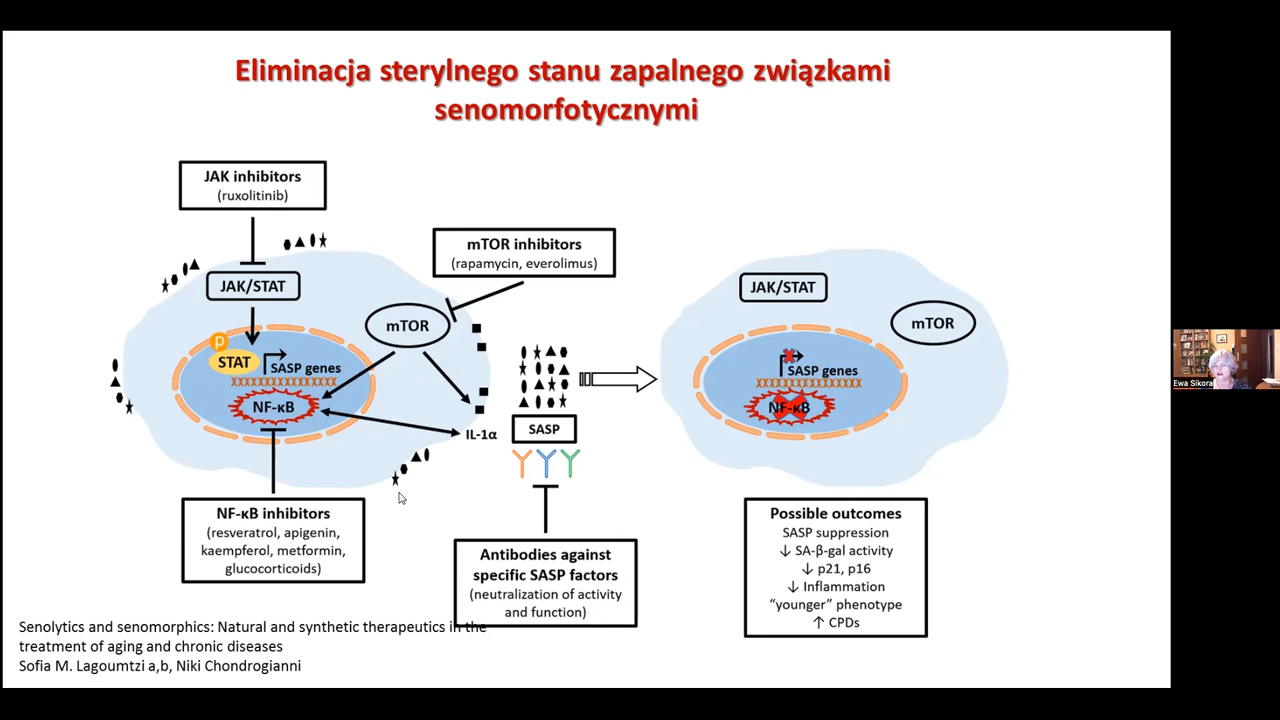 Eliminacja sterylnego stanu zapalnego związkami
senomorfotycznymi
JAK inhibitors
(ruxolitinib)
JAK/STAT
P
STAT
SASP genes
NF-κB
NF-κB inhibitors
(resveratrol, apigenin,
kaempferol, metformin,
glucocorticoids)
mTOR inhibitors
(rapamycin, everolimus)
mTOR
IL-1α
SASP
Antibodies against
specific SASP factors
(neutralization of activity
and function)
JAK/STAT
mTOR
SASP genes
NF-κB
Possible outcomes
SASP suppression
↓ SA-β-gal activity
↓ p21, p16
↓ Inflammation
“younger” phenotype
↑ CPDs
Senolytics and senomorphics: Natural and synthetic therapeutics in the
treatment of aging and chronic diseases
Sofia M. Lagoumtzi a,b, Niki Chondrogianni
Ewa Sikora